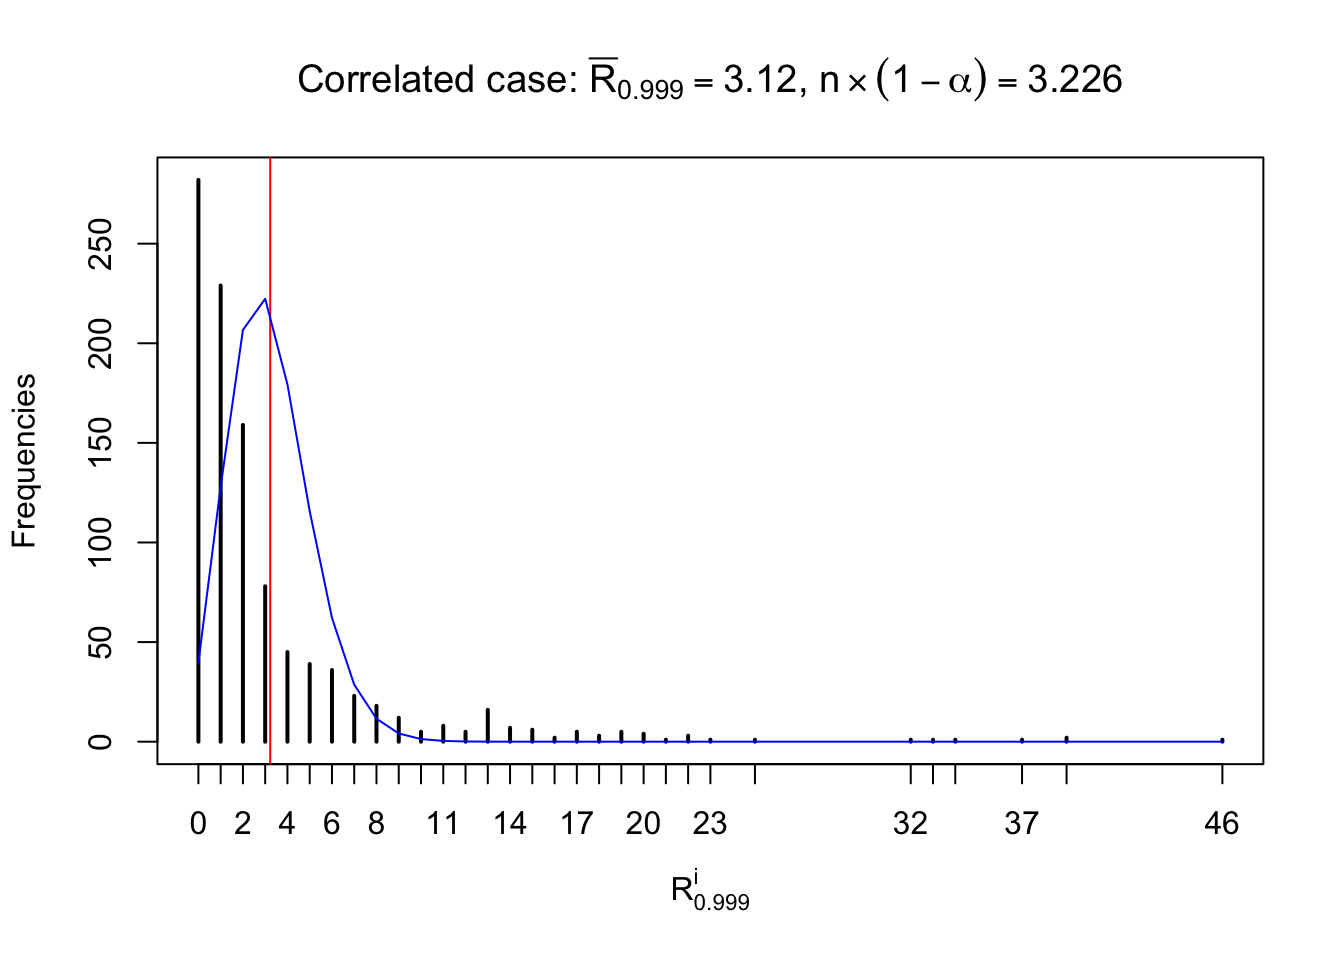 Correlated case: R̅0.999 = 3.12, n × (1 − α) = 3.226
Frequencies
250
200
150
100
50
0
0 2 4 6 8 11 14 17 20 23 32 37 46
R^i_0.999